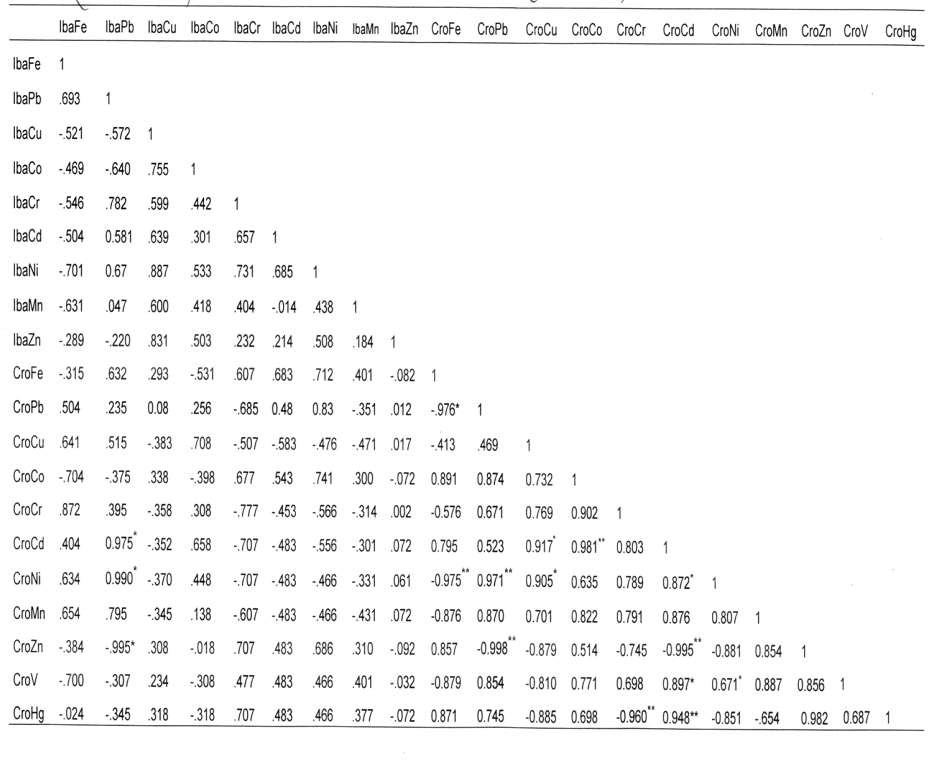 IbaFe IbaPb IbaCu IbaCo IbaCr IbaCd IbaNi IbaMn IbaZn CroFe CroPb CroCu CroCo CroCr CroCd CroNi CroMn CroZn CroV CroHg
IbaFe 1
IbaPb .693 1
IbaCu -.521 -.572 1
IbaCo -.469 -.640 .755 1
IbaCr -.546 .782 .599 .442 1
IbaCd -.504 0.581 .639 .301 .657 1
IbaNi -.701 0.67 .887 .533 .731 .685 1
IbaMn -.631 .047 .600 .418 .404 -.014 .438 1
IbaZn -.289 -.220 .831 .503 .232 .214 .508 .184 1
CroFe -.315 .632 .293 -.531 .607 .683 .712 .401 -.082 1
CroPb .504 .235 0.08 .256 -.685 0.48 0.83 -.351 .012 -.976* 1
CroCu .641 .515 -.383 .708 -.507 -.583 -.476 -.471 .017 -.413 .469 1
CroCo -.704 -.375 .338 -.398 .677 .543 .741 .300 -.072 0.891 0.874 0.732 1
CroCr .872 .395 -.358 .308 -.777 -.453 -.566 -.314 .002 -0.576 0.671 0.769 0.902 1
CroCd .404 0.975* -.352 .658 -.707 -.483 -.556 -.301 .072 0.795 0.523 0.917* 0.981** 0.803 1
CroNi .634 0.990* -.370 .448 -.707 -.483 -.466 -.331 .061 -0.975** 0.971** 0.905* 0.635 0.789 0.872* 1
CroMn .654 .795 -.345 .138 -.607 -.483 -.466 -.431 .072 -0.876 0.870 0.701 0.822 0.791 0.876 0.807 1
CroZn -.384 -.995* .308 -.018 .707 .483 .686 .310 -.092 0.857 -0.998** -0.879 0.514 -0.745 -0.995** -0.881 0.854 1
CroV -.700 -.307 .234 -.308 .477 .483 .466 .401 -.032 -0.879 0.854 -0.810 0.771 0.698 0.897* 0.671* 0.887 0.856 1
CroHg -.024 -.345 .318 -.318 .707 .483 .466 .377 -.072 0.871 0.745 -0.885 0.698 -0.960** 0.948** -0.851 -.654 0.982 0.687 1